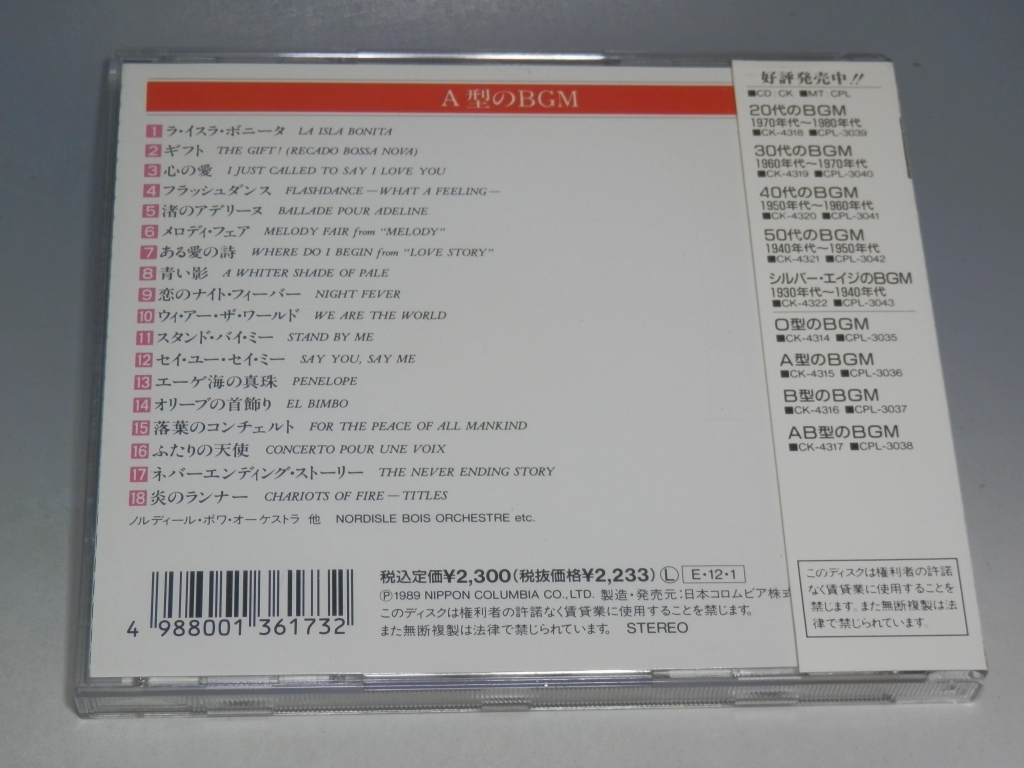 A型のBGM
1 ラ・イスラ・ボニータ LA ISLA BONITA
2 ギフト THE GIFT! (RECADO BOSSA NOVA)
3 心の愛 I JUST CALLED TO SAY I LOVE YOU
4 フラッシュダンス FLASHDANCE—WHAT A FEELING—
5 渚のアデリーヌ BALLADE POUR ADELINE
6 メロディ・フェア MELODY FAIR from "MELODY"
7 ある愛の詩 WHERE DO I BEGIN from "LOVE STORY"
8 青い影 A WHITER SHADE OF PALE
9 恋のナイト・フィーバー NIGHT FEVER
10 ウィ・アー・ザ・ワールド WE ARE THE WORLD
11 スタンド・バイ・ミー STAND BY ME
12 セイ・ユー・セイ・ミー SAY YOU, SAY ME
13 エーゲ海の真珠 PENELOPE
14 オリーブの首飾り EL BIMBO
15 落葉のコンチェルト FOR THE PEACE OF ALL MANKIND
16 ふたりの天使 CONCERTO POUR UNE VOIX
17 ネバーエンディング・ストーリー THE NEVER ENDING STORY
18 炎のランナー CHARIOTS OF FIRE—TITLES
ノルディール・ボワ・オーケストラ 他 NORDISLE BOIS ORCHESTRE etc.
4 988001 361732
税込定価¥2,300(税抜価格¥2,233) Ⓛ E・12・1
Ⓟ1989 NIPPON COLUMBIA CO., LTD. 製造・発売元:日本コロムビア株式
このディスクは権利者の許諾なく賃貸業に使用することを禁じます。
また無断複製は法律で禁じられています。 STEREO
好評発売中!!
■CD:CK ■MT:CPL
20代のBGM
1970年代〜1980年代
■CK-4318 ■CPL-3039
30代のBGM
1960年代〜1970年代
■CK-4319 ■CPL-3040
40代のBGM
1950年代〜1960年代
■CK-4320 ■CPL-3041
50代のBGM
1940年代〜1950年代
■CK-4321 ■CPL-3042
シルバー・エイジのBGM
1930年代〜1940年代
■CK-4322 ■CPL-3043
O型のBGM
■CK-4314 ■CPL-3035
A型のBGM
■CK-4315 ■CPL-3036
B型のBGM
■CK-4316 ■CPL-3037
AB型のBGM
■CK-4317 ■CPL-3038
このディスクは権利者の許諾
なく賃貸業に使用することを
禁じます。また無断複製は法
律で禁じられています。